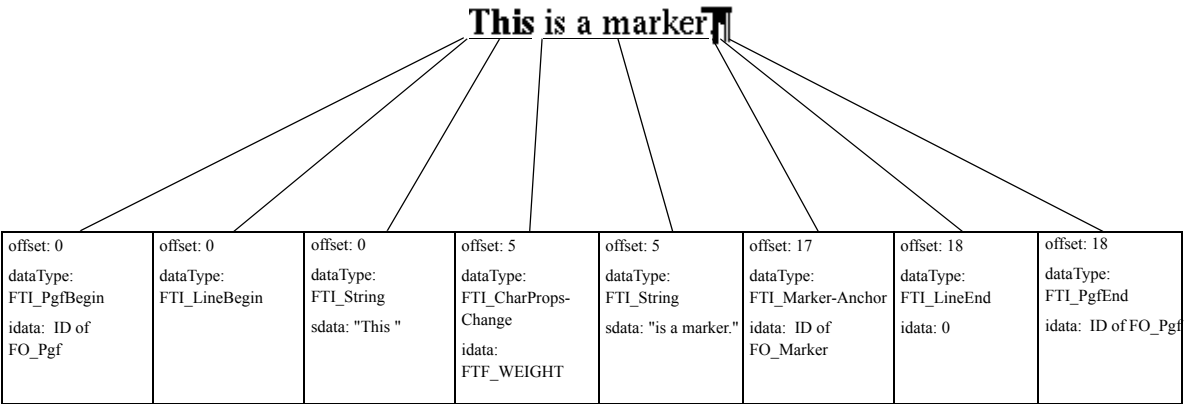 This is a marker.¶
offset: 0
dataType:
FTI_PgfBegin
idata:  ID of
FO_Pgf
offset: 0
dataType:
FTI_LineBegin
offset: 0
dataType:
FTI_String
sdata: "This "
offset: 5
dataType:
FTI_CharProps-
Change
idata:
FTF_WEIGHT
offset: 5
dataType:
FTI_String
sdata: "is a marker."
offset: 17
dataType:
FTI_Marker-Anchor
idata:  ID of
FO_Marker
offset: 18
dataType:
FTI_LineEnd
idata: 0
offset: 18
dataType:
FTI_PgfEnd
idata:  ID of FO_Pgf